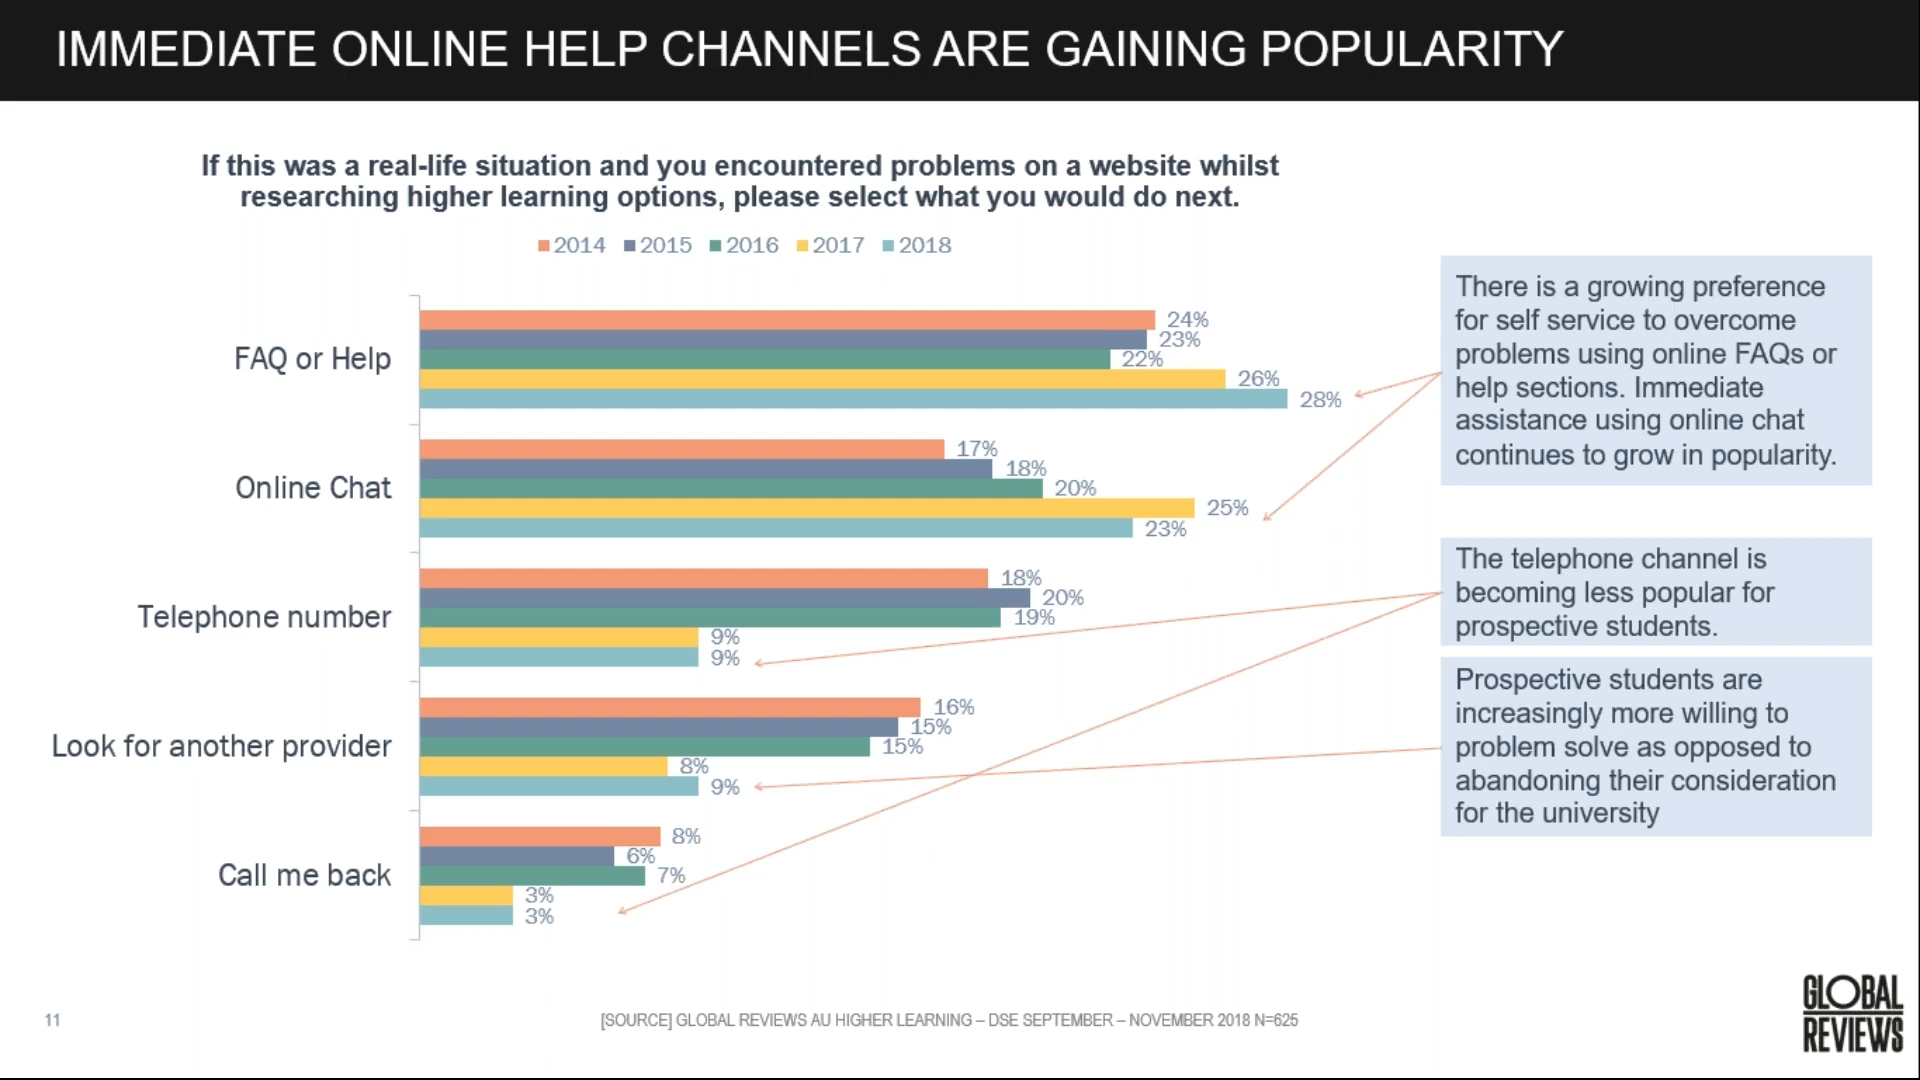 IMMEDIATE ONLINE HELP CHANNELS ARE GAINING POPULARITY
If this was a real-life situation and you encountered problems on a website whilst
researching higher learning options, please select what you would do next.
2014 2015 2016 2017 2018
FAQ or Help
24%
23%
22%
26%
28%
Online Chat
17%
18%
20%
25%
23%
Telephone number
18%
20%
19%
9%
9%
Look for another provider
16%
15%
15%
8%
9%
Call me back
8%
6%
7%
3%
3%
There is a growing preference
for self service to overcome
problems using online FAQs or
help sections. Immediate
assistance using online chat
continues to grow in popularity.
The telephone channel is
becoming less popular for
prospective students.
Prospective students are
increasingly more willing to
problem solve as opposed to
abandoning their consideration
for the university
11
[SOURCE] GLOBAL REVIEWS AU HIGHER LEARNING – DSE SEPTEMBER – NOVEMBER 2018 N=625
GLOBAL
REVIEWS